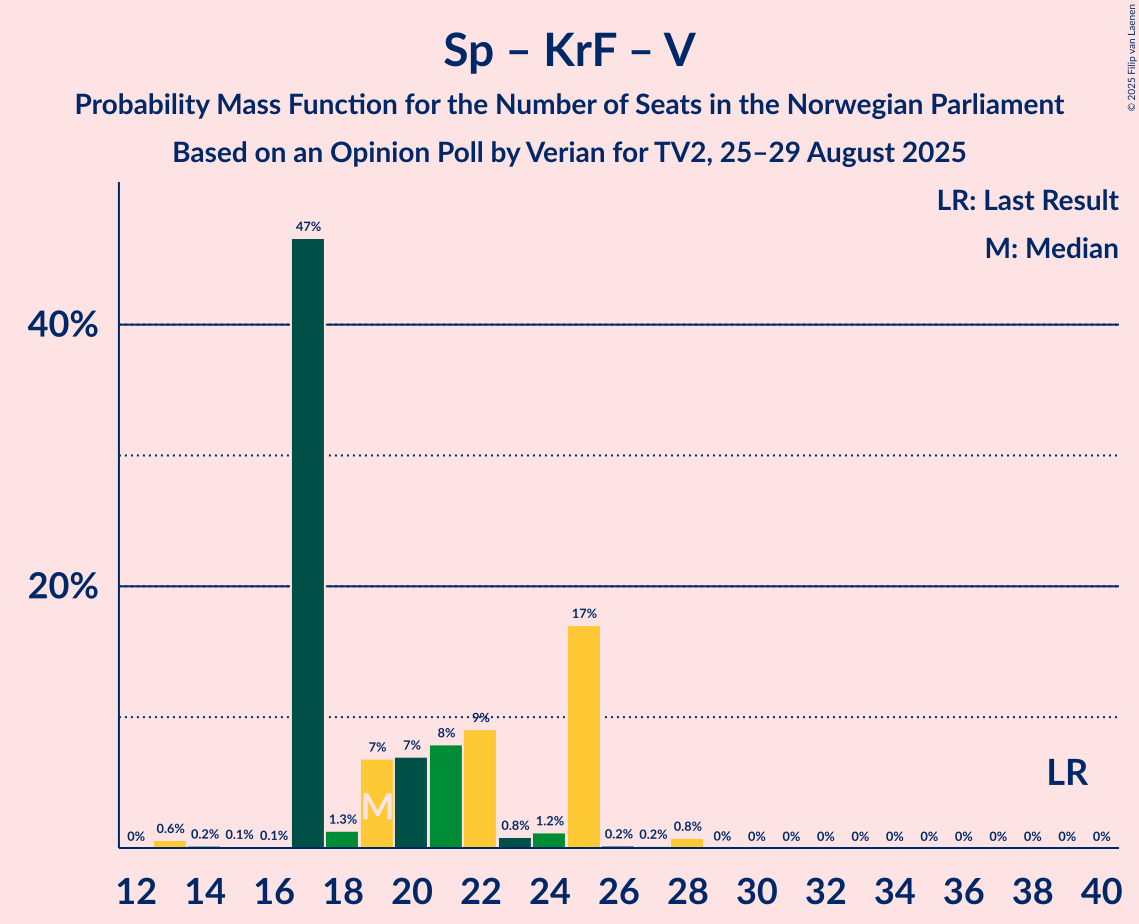 Sp – KrF – V
Probability Mass Function for the Number of Seats in the Norwegian Parliament
Based on an Opinion Poll by Verian for TV2, 25–29 August 2025
© 2025 Filip van Laenen
LR: Last Result
M: Median
47%
40%
20%
17%
9%
8%
7% 7%
M
LR
0% 0.6% 0.2% 0.1% 0.1% 1.3% 0.8% 1.2% 0.2% 0.2% 0.8% 0% 0% 0% 0% 0% 0% 0% 0% 0% 0% 0% 0%
12 14 16 18 20 22 24 26 28 30 32 34 36 38 40